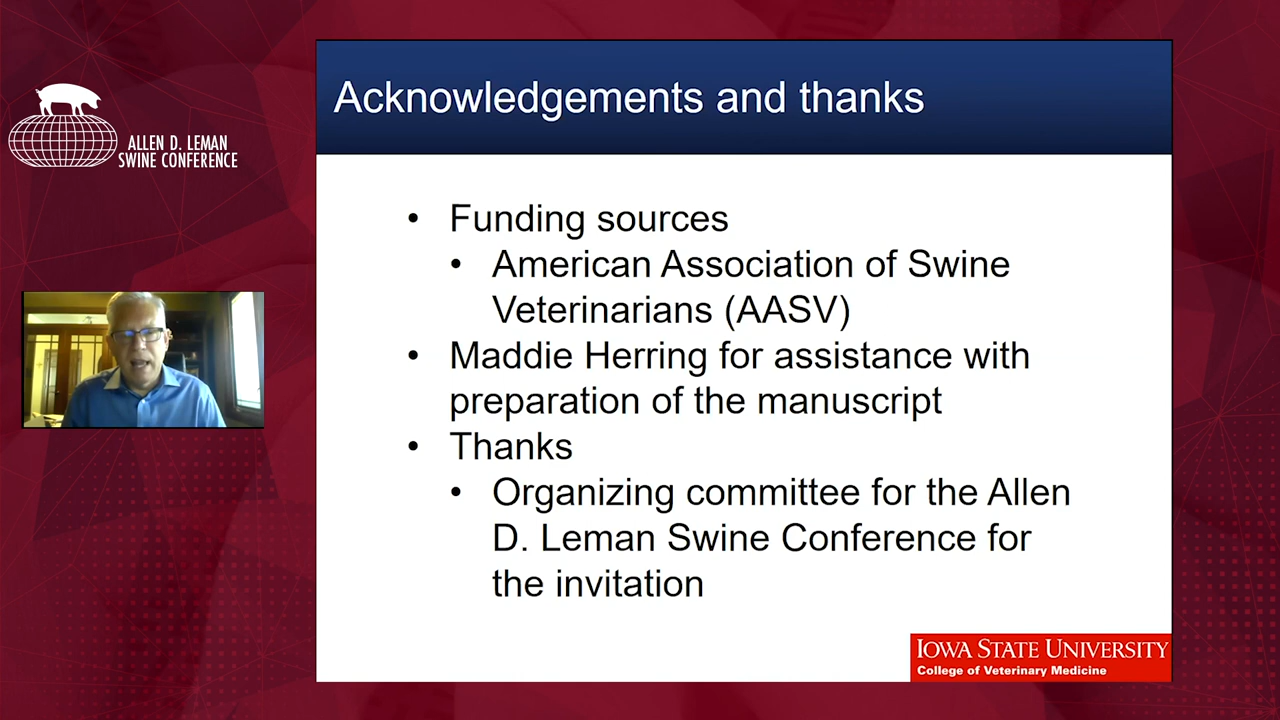 ALLEN D. LEMAN
SWINE CONFERENCE
Acknowledgements and thanks
• Funding sources
• American Association of Swine
Veterinarians (AASV)
• Maddie Herring for assistance with
preparation of the manuscript
• Thanks
• Organizing committee for the Allen
D. Leman Swine Conference for
the invitation
IOWA STATE UNIVERSITY
College of Veterinary Medicine